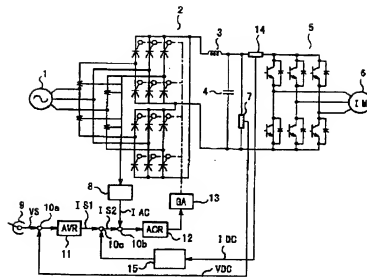 2
3
14
5
1
4
7
6
IM
8
GA
13
I AC
9
VS
10a
AVR
11
I S1
I S2
10c
10b
ACR
12
I DC
15
VDC